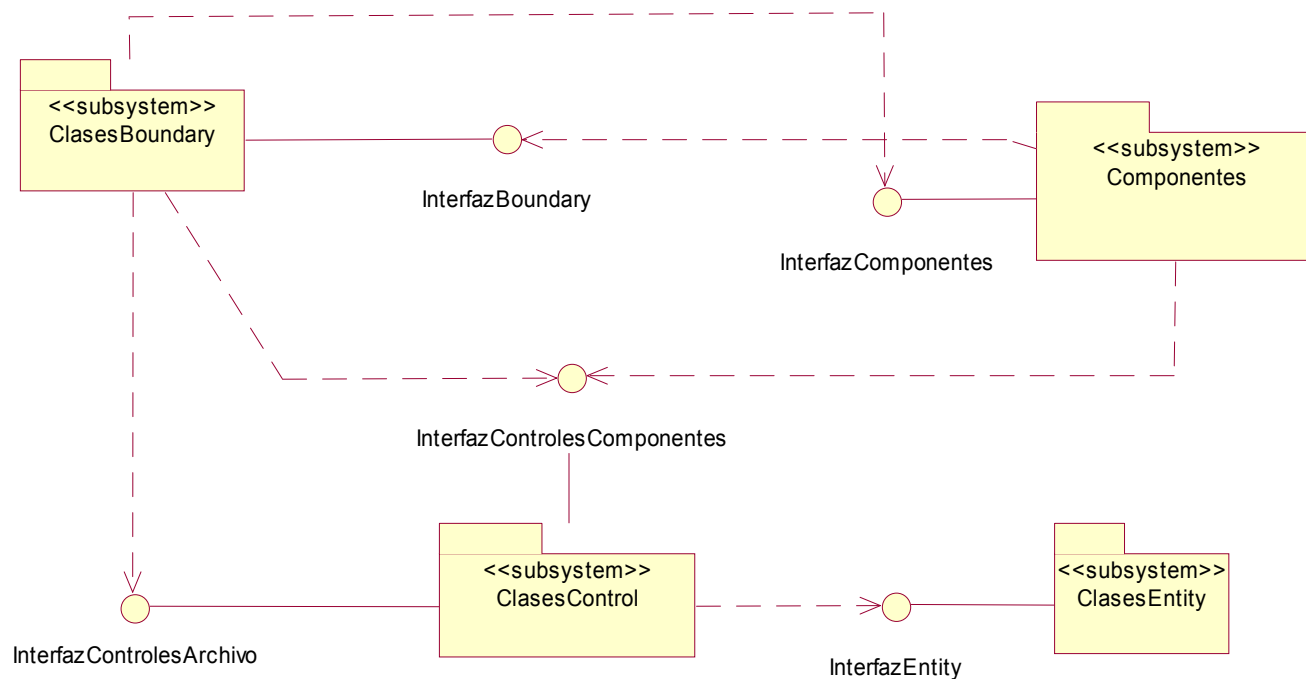 <<subsystem>>
ClasesBoundary
<<subsystem>>
Componentes
InterfazBoundary
InterfazComponentes
InterfazControlesComponentes
<<subsystem>>
ClasesControl
<<subsystem>>
ClasesEntity
InterfazControlesArchivo
InterfazEntity